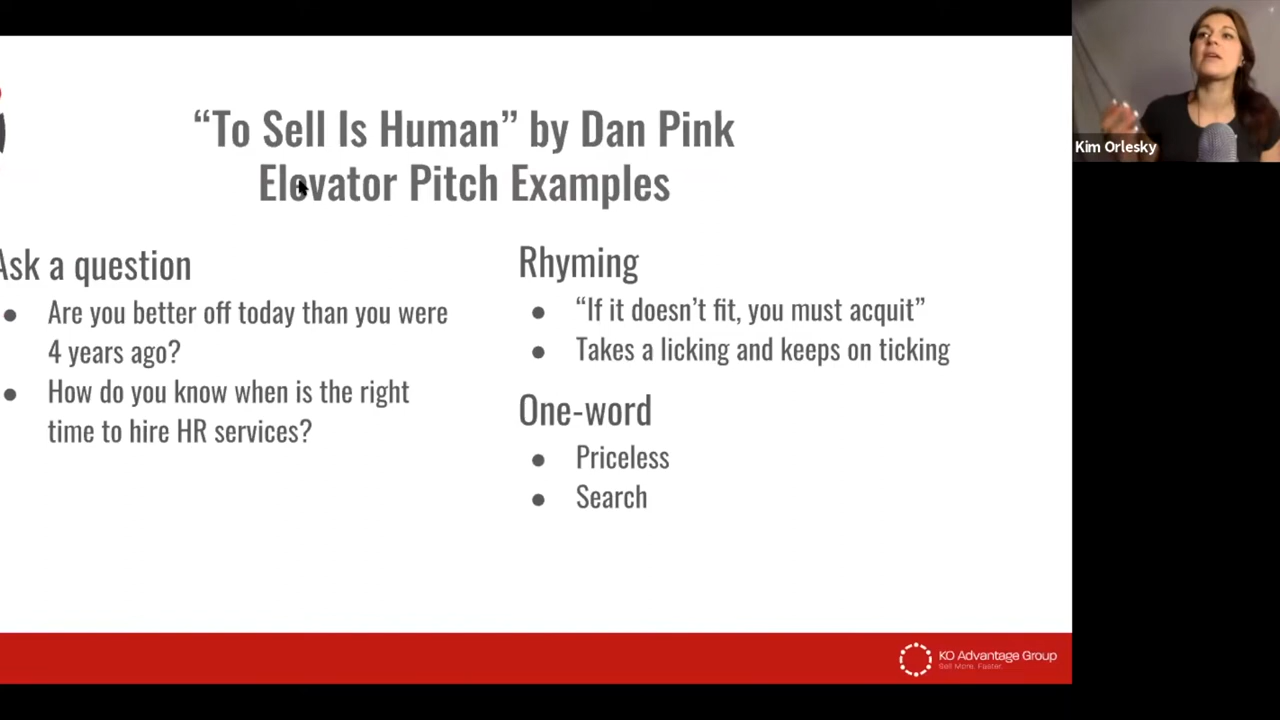 “To Sell Is Human” by Dan Pink
Elevator Pitch Examples
Ask a question
● Are you better off today than you were
4 years ago?
● How do you know when is the right
time to hire HR services?
Rhyming
● “If it doesn’t fit, you must acquit”
● Takes a licking and keeps on ticking
One-word
● Priceless
● Search
KO Advantage Group
Sell More. Faster.
Kim Orlesky